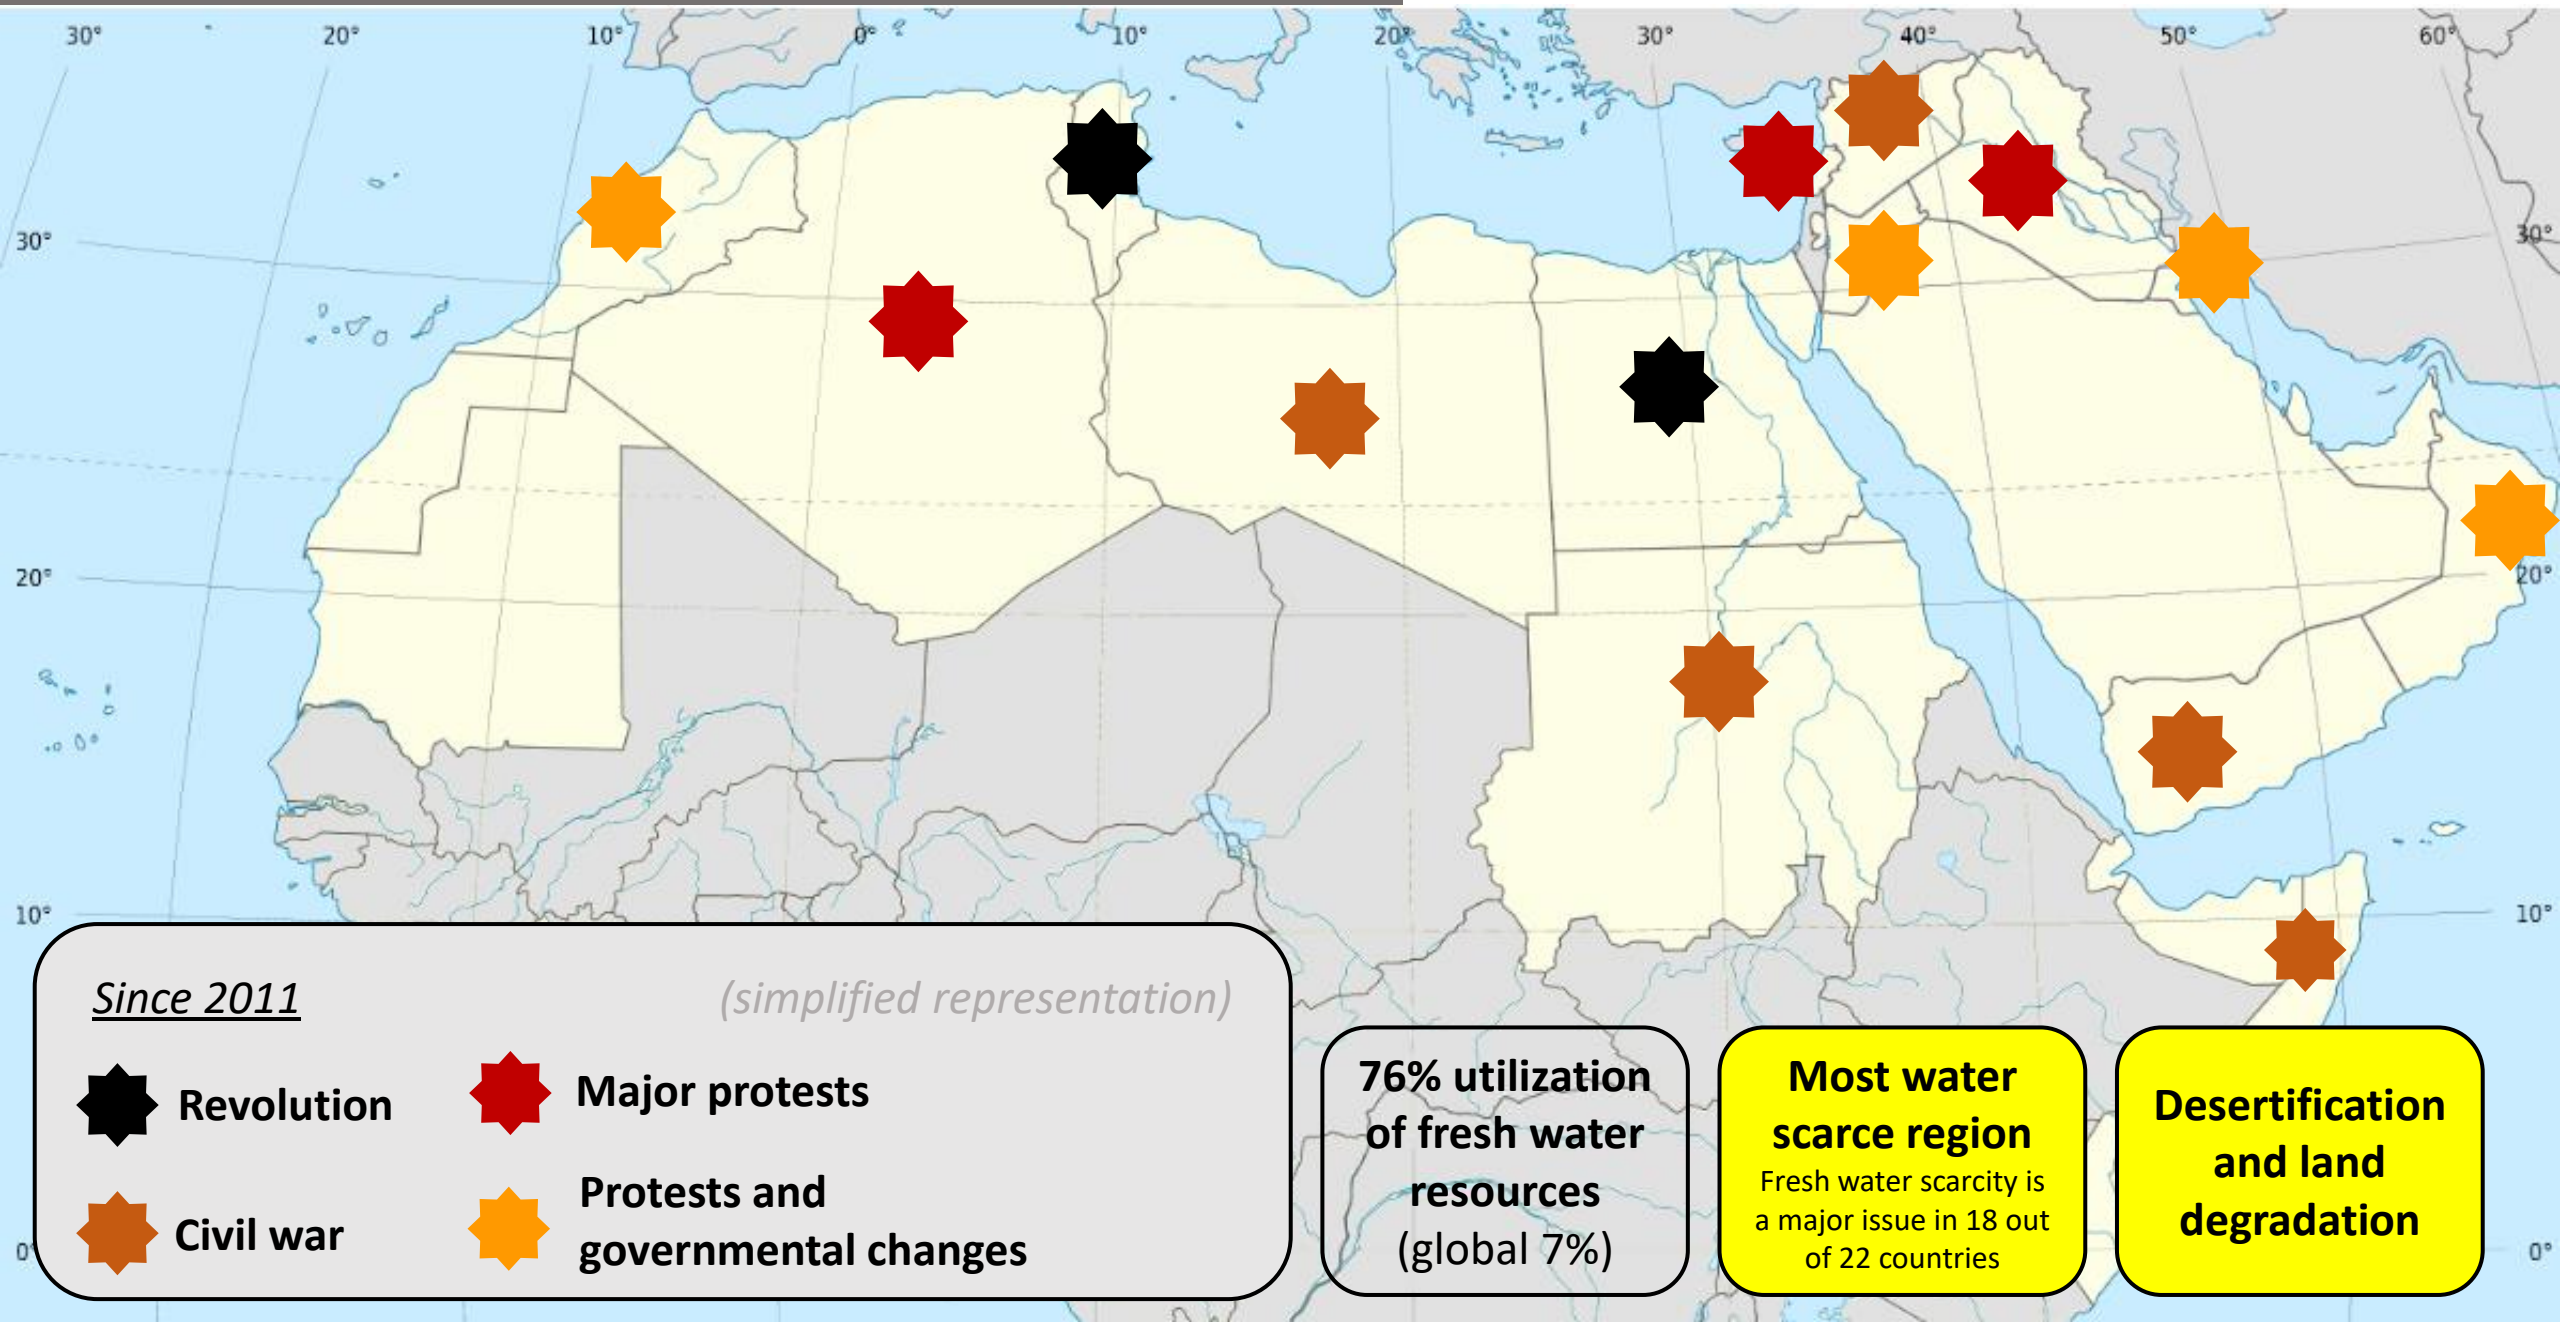 30° 20° 10° 0° 10° 20° 30° 40° 50° 60°
30° 30°
20° 20°
10° 10°
0° 0°
Since 2011 (simplified representation)
Revolution
Major protests
Civil war
Protests and
governmental changes
76% utilization
of fresh water
resources
(global 7%)
Most water
scarce region
Fresh water scarcity is
a major issue in 18 out
of 22 countries
Desertification
and land
degradation